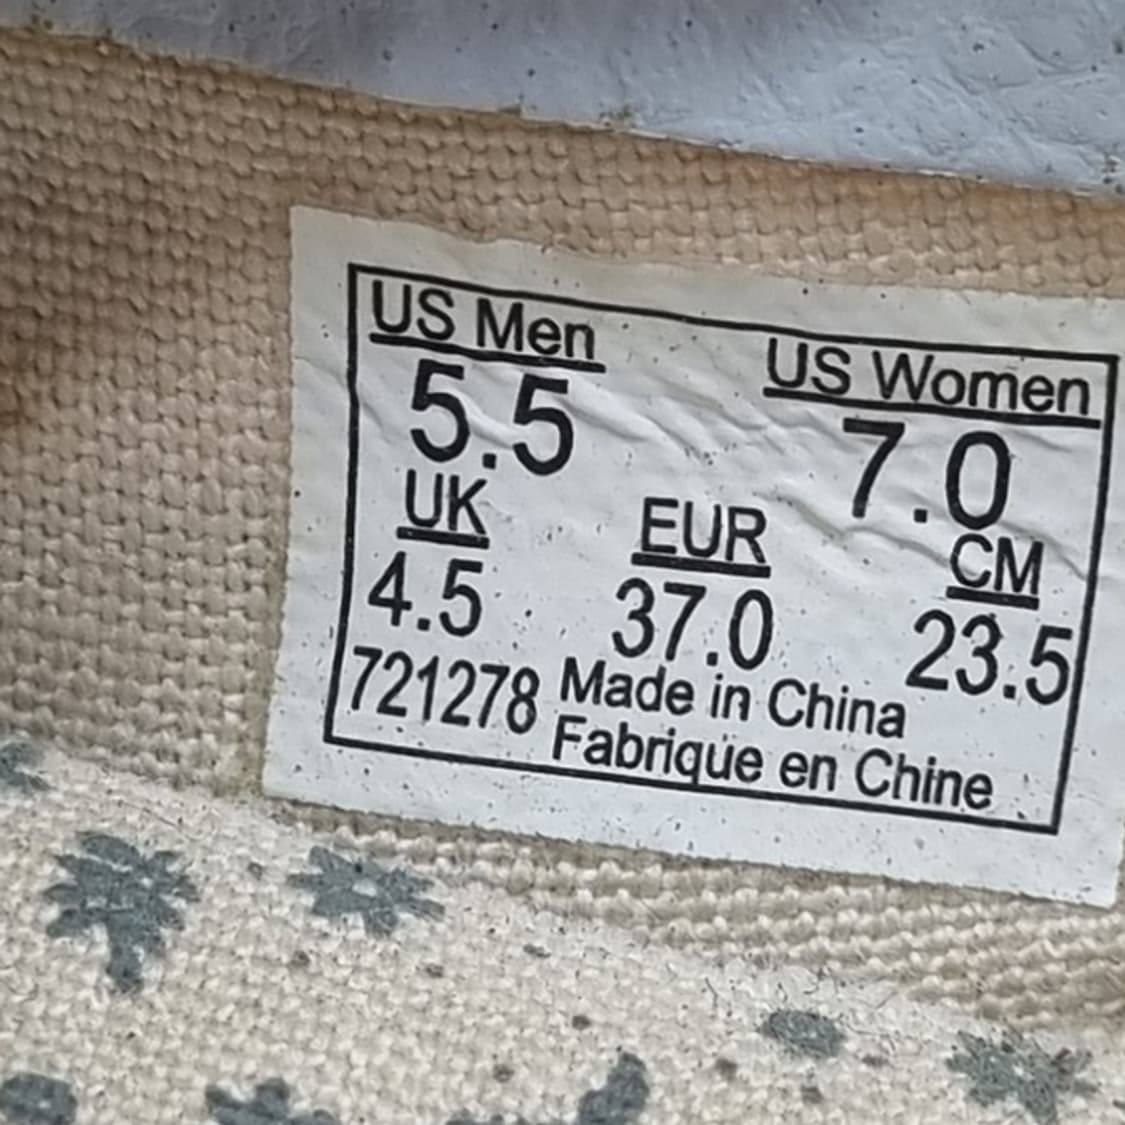 US Men US Women
5.5 7.0
UK EUR CM
4.5 37.0 23.5
721278 Made in China
Fabrique en Chine